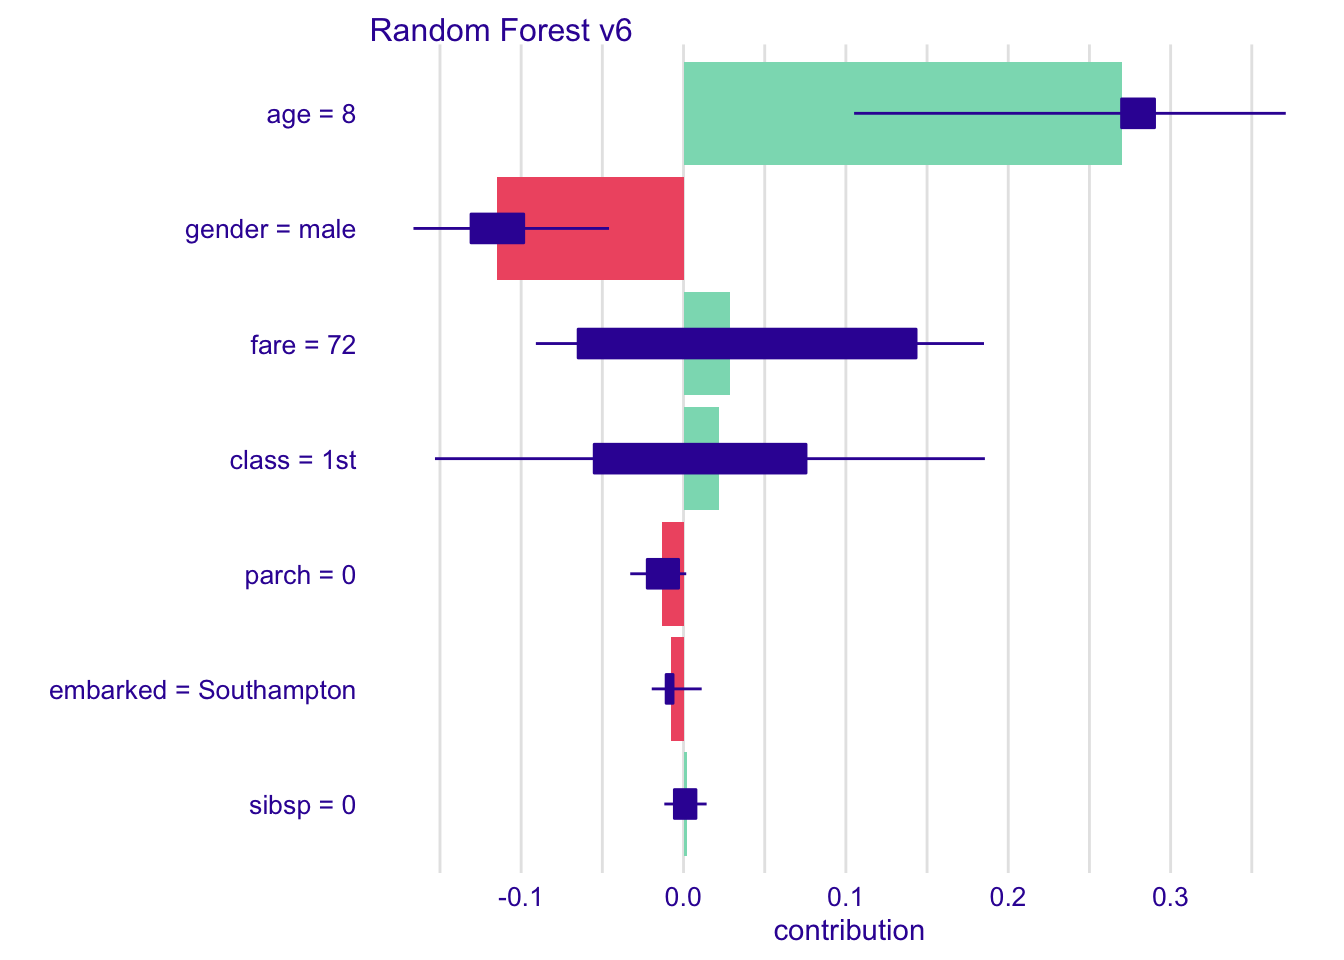 Random Forest v6
age = 8
gender = male
fare = 72
class = 1st
parch = 0
embarked = Southampton
sibsp = 0
-0.1 0.0 0.1 0.2 0.3
contribution